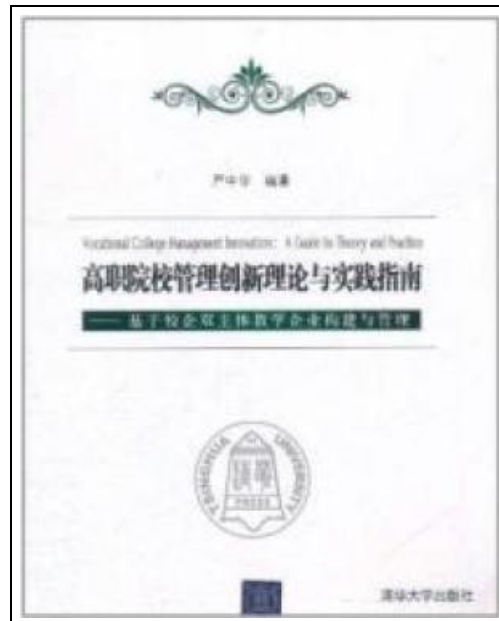 严中华 编著
Vocational College Management Innovation: A Guide to Theory and Practice
高职院校管理创新理论与实践指南
——基于校企双主体教学企业构建与管理
TSINGHUA UNIVERSITY
清华
PRESS
清华大学出版社